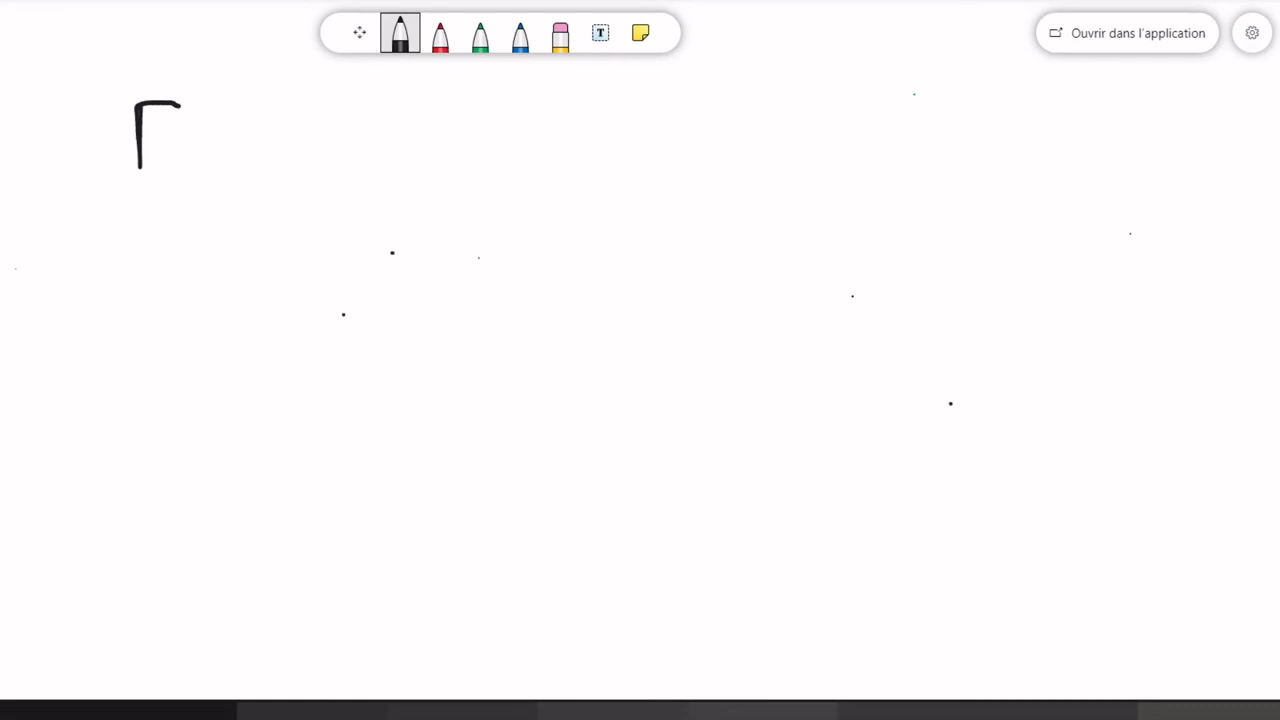 T
Ouvrir dans l'application
Γ